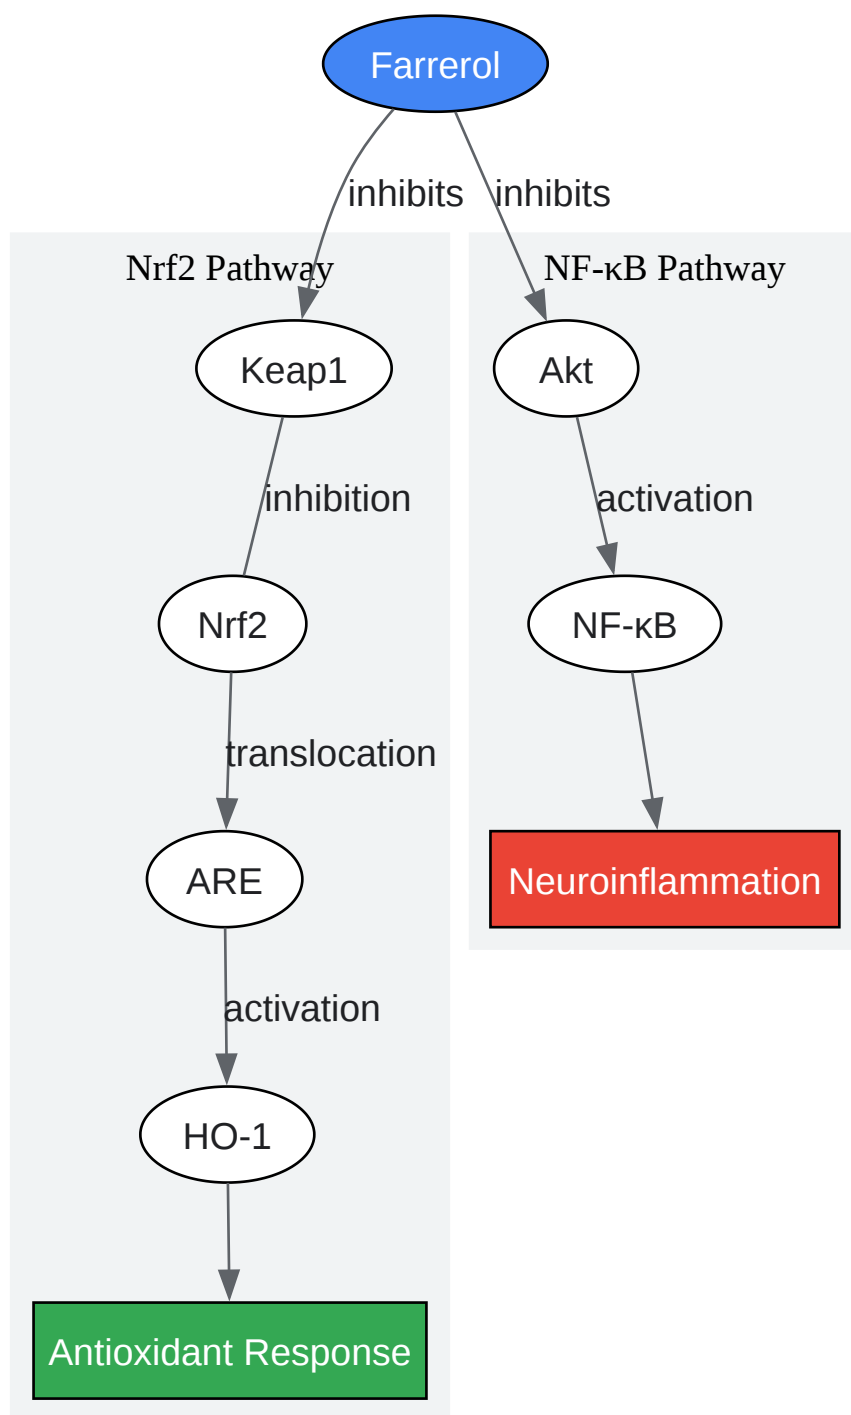 Farrerol
inhibits
inhibits
Nrf2 Pathway
NF-κB Pathway
Keap1
Akt
inhibition
activation
Nrf2
NF-κB
translocation
ARE
Neuroinflammation
activation
HO-1
Antioxidant Response